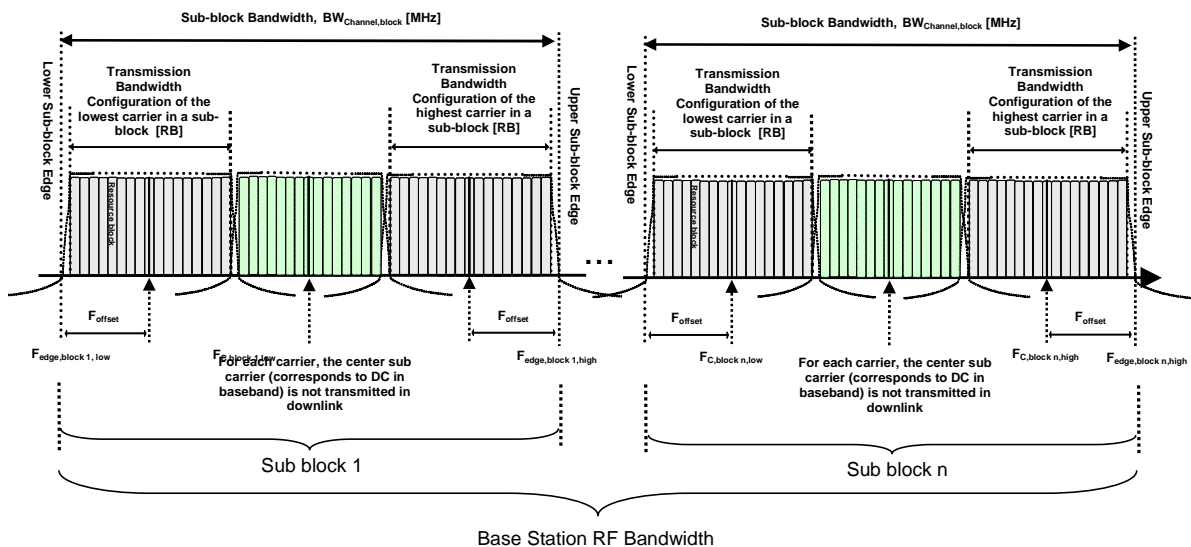 Sub-block Bandwidth, BWChannel,block [MHz]
Sub-block Bandwidth, BWChannel,block [MHz]
Lower Sub-block Edge
Transmission
Bandwidth
Configuration of the
lowest carrier in a sub-
block [RB]
Transmission
Bandwidth
Configuration of the
highest carrier in a
sub-block [RB]
Upper Sub-block Edge
Lower Sub-block Edge
Transmission
Bandwidth
Configuration of the
lowest carrier in
a sub-block [RB]
Transmission
Bandwidth
Configuration of the
highest carrier in a
sub-block [RB]
Upper Sub-block Edge
Resource block
Resource block
...
Foffset
Foffset
Foffset
Foffset
Fedge,block 1, low
FC,block 1,low
Fedge,block 1,high
FC,block n,low
FC,block n,high
Fedge,block n,high
For each carrier, the center sub
carrier (corresponds to DC in
baseband) is not transmitted in
downlink
For each carrier, the center sub
carrier (corresponds to DC in
baseband) is not transmitted in
downlink
Sub block 1
Sub block n
Base Station RF Bandwidth